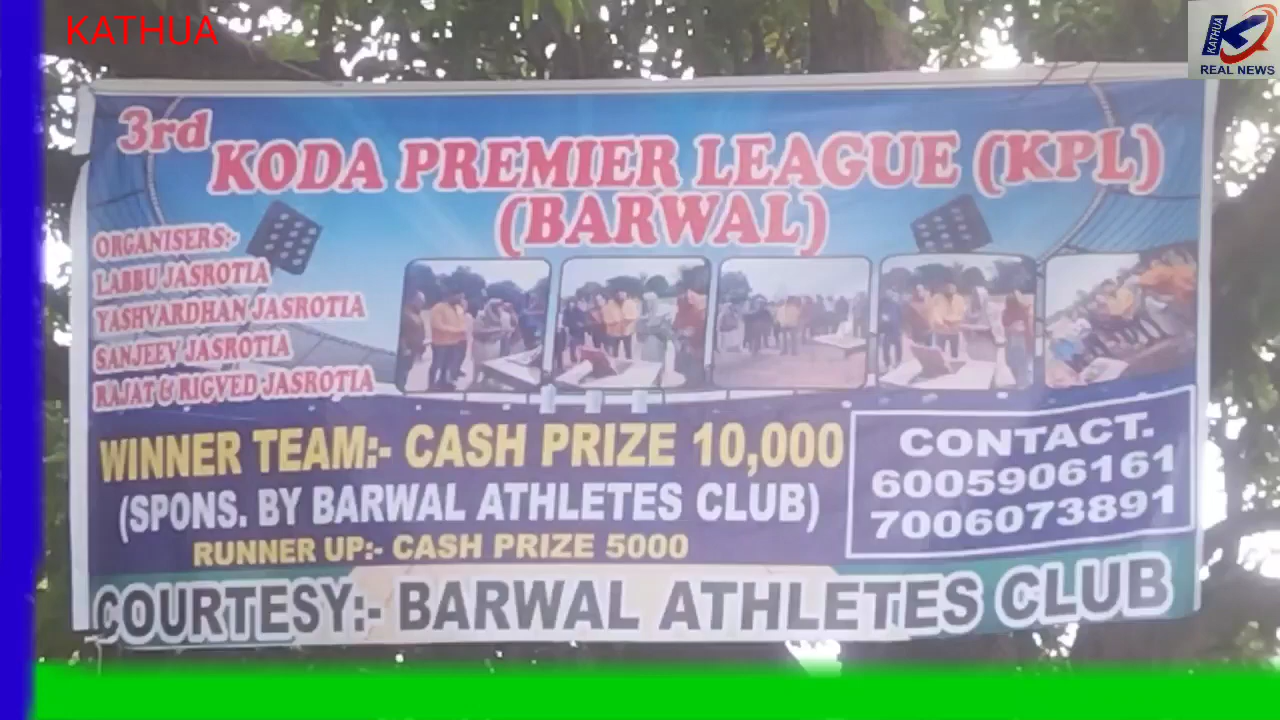 KATHUA
KATHUA
REAL NEWS
3rd KODA PREMIER LEAGUE (KPL)
(BARWAL)
ORGANISERS:-
LABBU JASROTIA
YASHVARDHAN JASROTIA
SANJEEV JASROTIA
RAJAT & RIGVED JASROTIA
WINNER TEAM:- CASH PRIZE 10,000
(SPONS. BY BARWAL ATHLETES CLUB)
RUNNER UP:- CASH PRIZE 5000
CONTACT.
6005906161
7006073891
COURTESY:- BARWAL ATHLETES CLUB